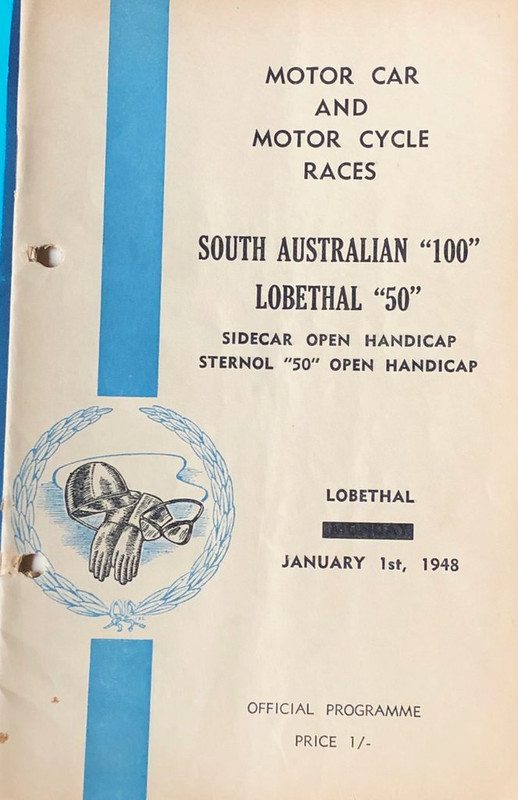 MOTOR CAR
AND
MOTOR CYCLE
RACES
SOUTH AUSTRALIAN "100"
LOBETHAL "50"
SIDECAR OPEN HANDICAP
STERNOL "50" OPEN HANDICAP
LOBETHAL
MONDAY,
JANUARY 1st, 1948
OFFICIAL PROGRAMME
PRICE 1/-